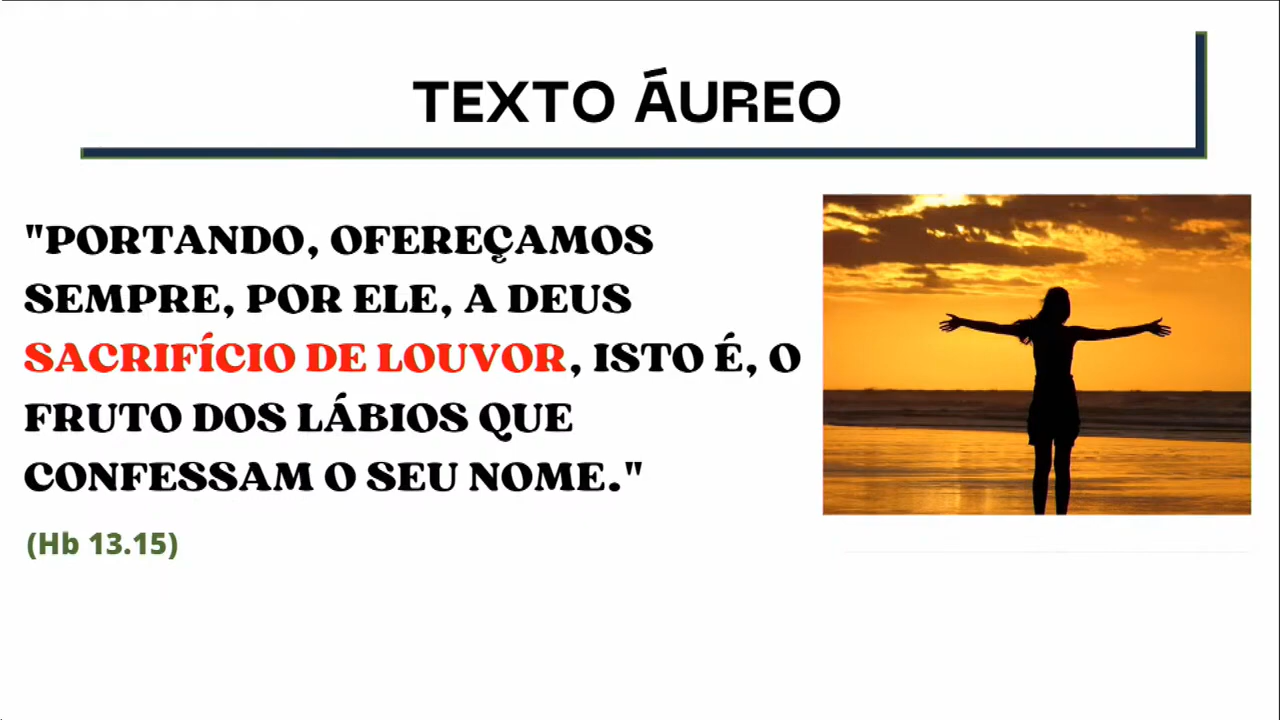 TEXTO ÁUREO
"PORTANDO, OFEREÇAMOS
SEMPRE, POR ELE, A DEUS
SACRIFÍCIO DE LOUVOR, ISTO É, O
FRUTO DOS LÁBIOS QUE
CONFESSAM O SEU NOME."
(Hb 13.15)